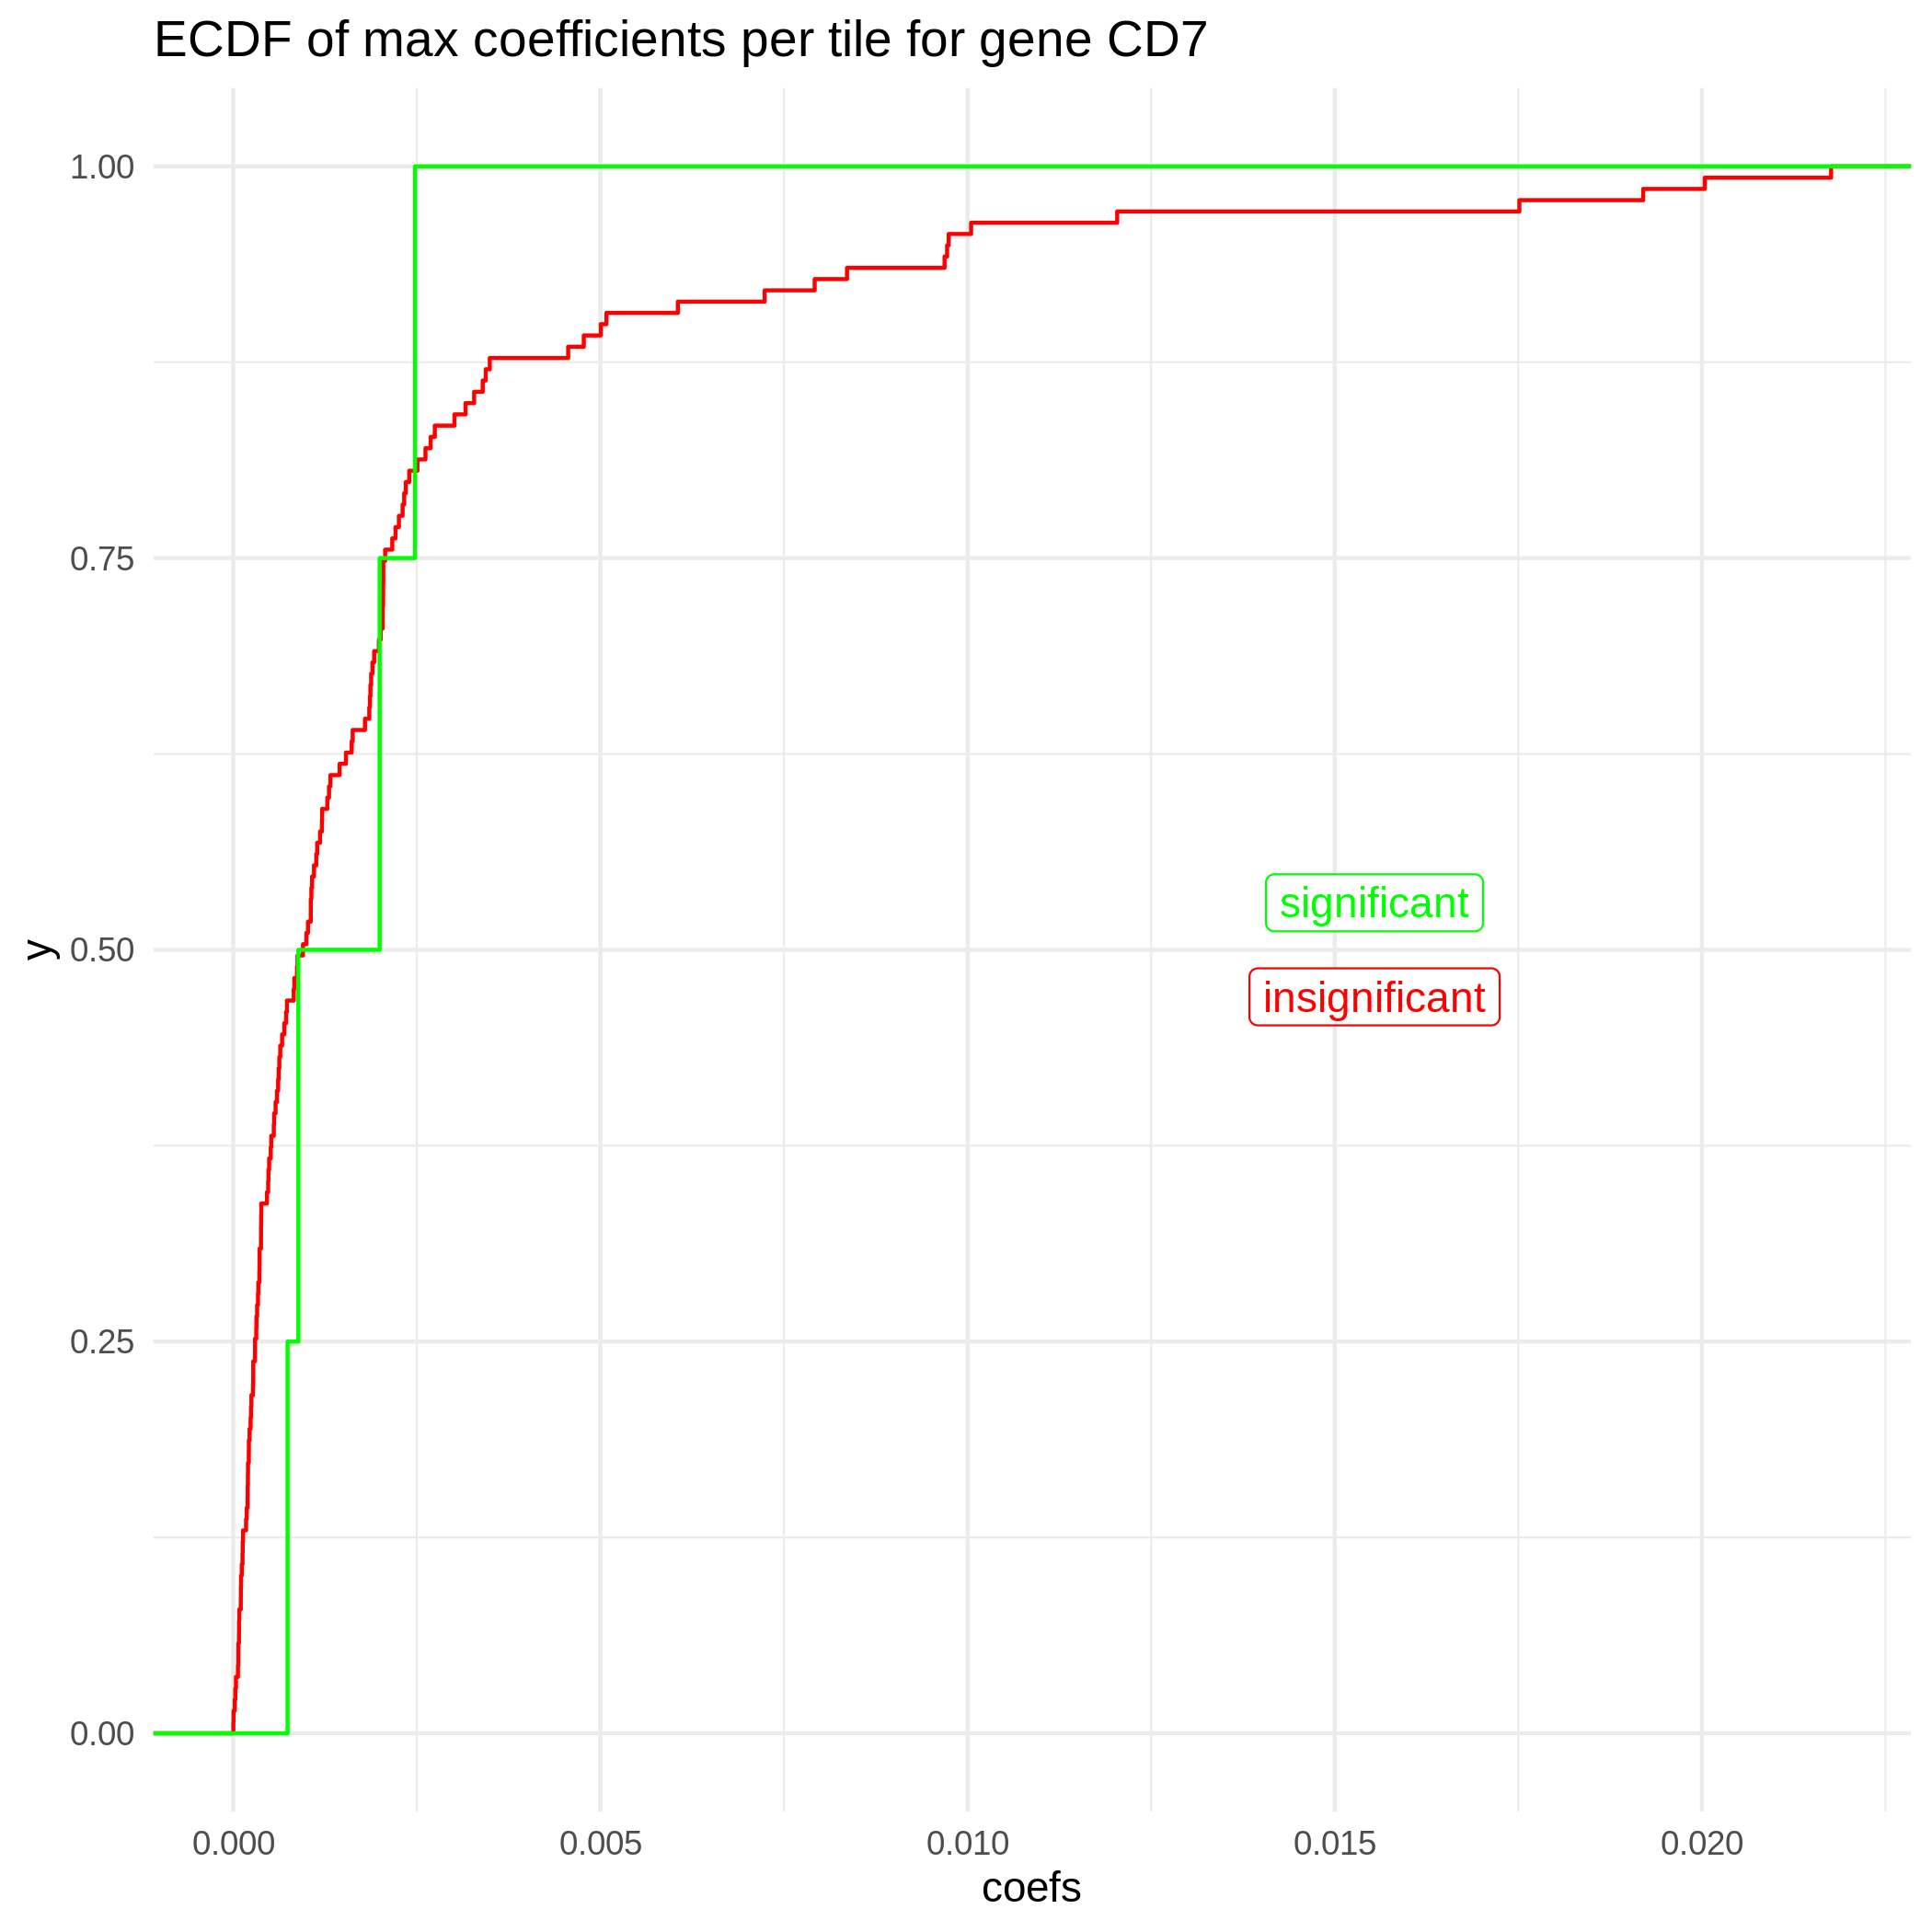 ECDF of max coefficients per tile for gene CD7
y
1.00
0.75
0.50
0.25
0.00
significant
insignificant
0.000 0.005 0.010 0.015 0.020
coefs